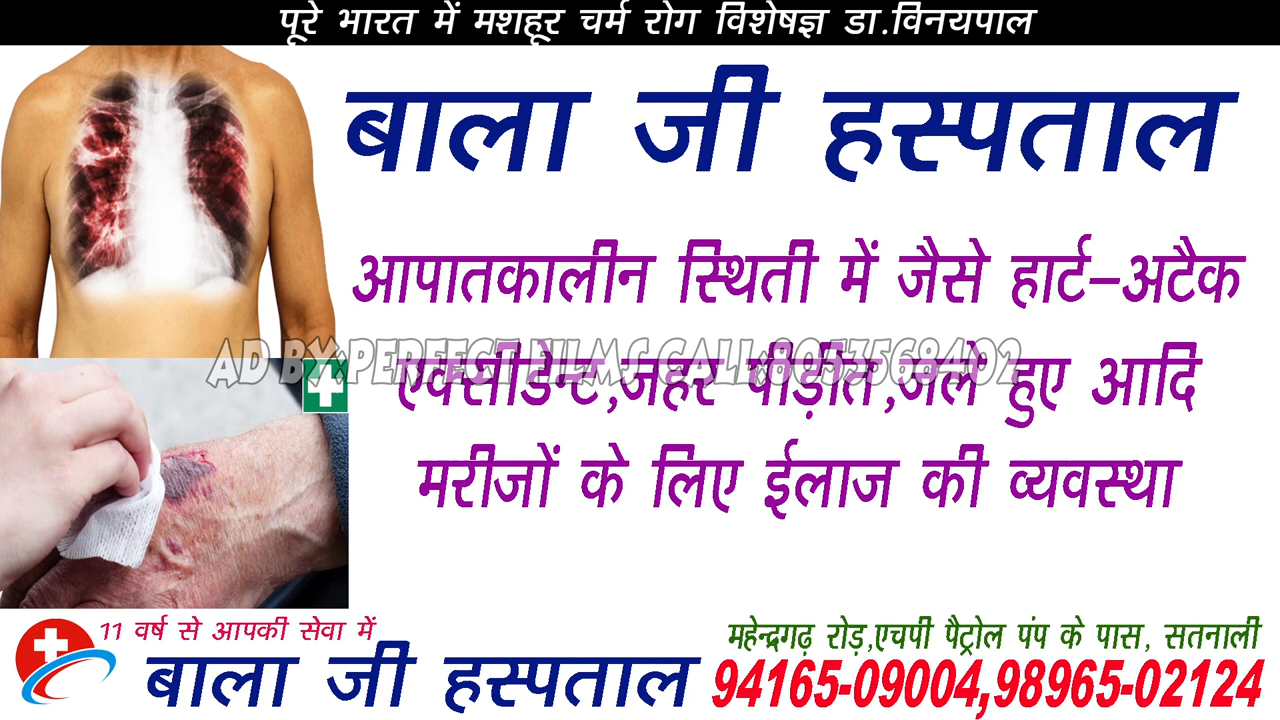 पूरे भारत में मशहूर चर्म रोग विशेषज्ञ डा.विनयपाल
बाला जी हस्पताल
आपातकालीन स्थिती में जैसे हार्ट-अटैक
AD BY PERFECT FILMS CALL 8053568402
एक्सीडेन्ट,जहर पीड़ीत,जले हुए आदि
मरीजों के लिए ईलाज की व्यवस्था
11 वर्ष से आपकी सेवा में
बाला जी हस्पताल
महेन्द्रगढ़ रोड़,एचपी पैट्रोल पंप के पास, सतनाली
94165-09004,98965-02124